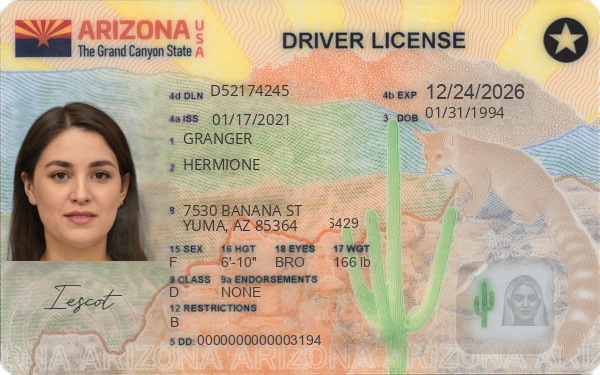 ARIZONA USA
The Grand Canyon State
DRIVER LICENSE
4d DLN D52174245
4b EXP 12/24/2026
4a ISS 01/17/2021
3 DOB 01/31/1994
1 GRANGER
2 HERMIONE
8 7530 BANANA ST
YUMA, AZ 85364
6429
15 SEX 16 HGT 18 EYES 17 WGT
F 6'-10" BRO 166 lb
9 CLASS 9a ENDORSEMENTS
D NONE
12 RESTRICTIONS
B
5 DD: 0000000000003194
Iescot
ARIZONA ARIZONA ARIZONA ARIZONA